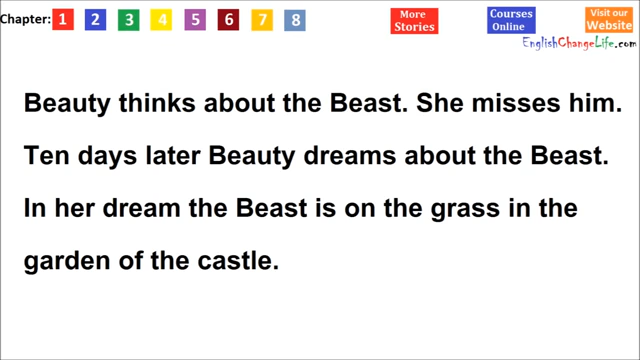 Chapter: 1 2 3 4 5 6 7 8 More Stories Courses Online Visit our Website
EnglishChangeLife.com
Beauty thinks about the Beast. She misses him.
Ten days later Beauty dreams about the Beast.
In her dream the Beast is on the grass in the
garden of the castle.